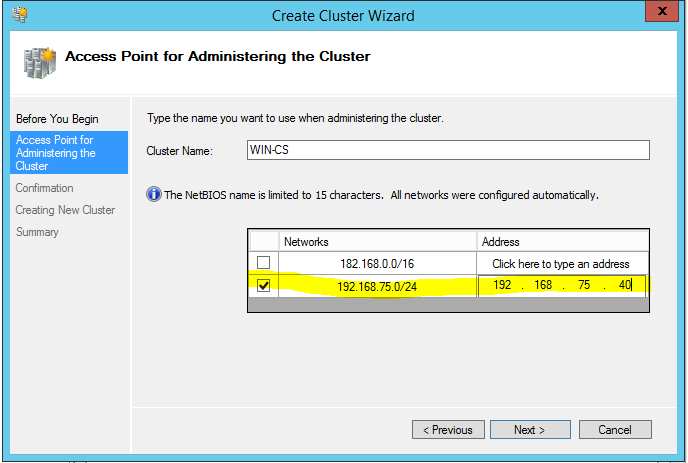 Create Cluster Wizard
x
Access Point for Administering the Cluster
Before You Begin
Access Point for
Administering the
Cluster
Confirmation
Creating New Cluster
Summary
Type the name you want to use when administering the cluster.
Cluster Name: WIN-CS
i The NetBIOS name is limited to 15 characters. All networks were configured automatically.
Networks Address
182.168.0.0/16 Click here to type an address
192.168.75.0/24 192 . 168 . 75 . 40
< Previous Next > Cancel